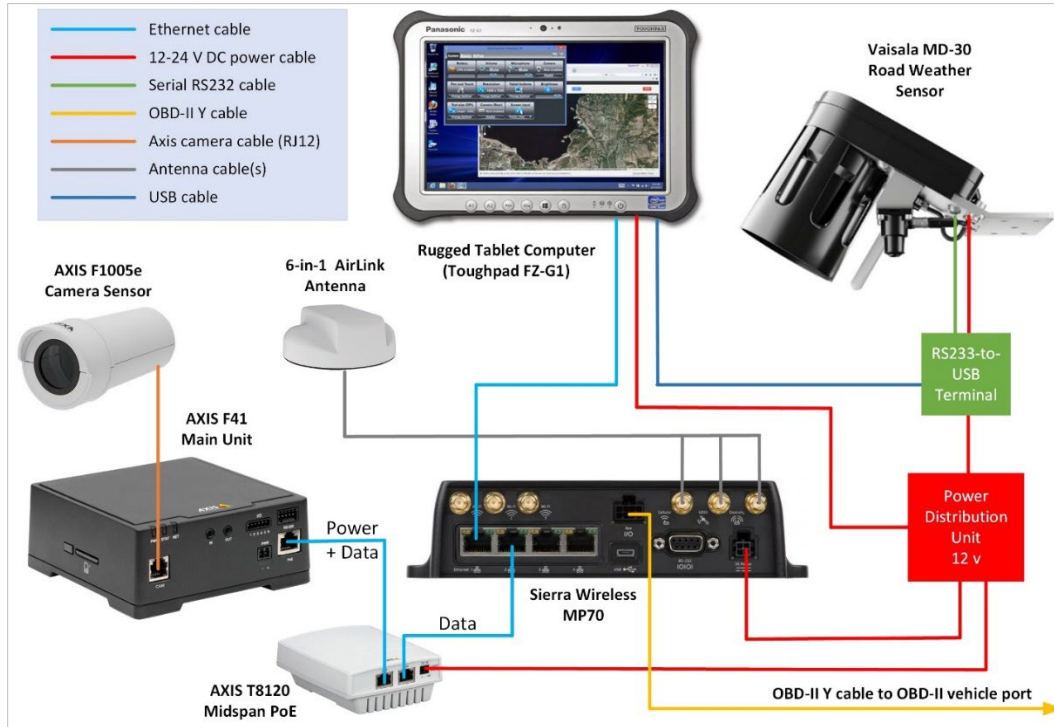 Ethernet cable
12-24 V DC power cable
Serial RS232 cable
OBD-II Y cable
Axis camera cable (RJ12)
Antenna cable(s)
USB cable
Panasonic
TOUGHPAD
Rugged Tablet Computer
(Toughpad FZ-G1)
Vaisala MD-30
Road Weather
Sensor
AXIS F1005e
Camera Sensor
6-in-1 AirLink
Antenna
AXIS F41
Main Unit
AXIS
Power
+ Data
Data
RS233-to-
USB
Terminal
Power
Distribution
Unit
12 v
I/O
Sierra Wireless
MP70
AXIS T8120
Midspan PoE
OBD-II Y cable to OBD-II vehicle port